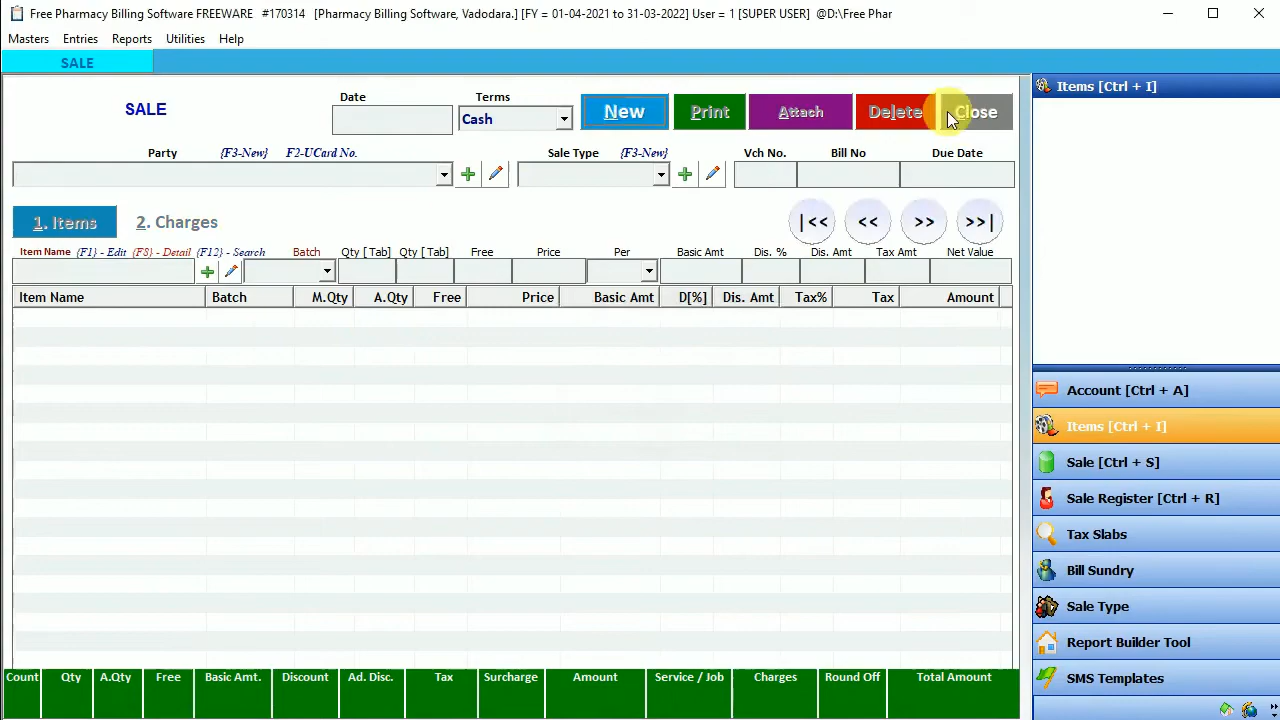 Free Pharmacy Billing Software FREEWARE #170314 [Pharmacy Billing Software, Vadodara.] [FY = 01-04-2021 to 31-03-2022] User = 1 [SUPER USER] @D:\Free Phar
Masters Entries Reports Utilities Help
SALE
Items [Ctrl + I]
Date Terms
SALE Cash New Print Attach Delete Close
Party {F3-New} F2-UCard No. Sale Type {F3-New} Vch No. Bill No Due Date
1. Items 2. Charges |<< << >> >>|
Item Name {F1} - Edit {F8} - Detail {F12} - Search Batch Qty [ Tab] Qty [ Tab] Free Price Per Basic Amt Dis. % Dis. Amt Tax Amt Net Value
Item Name Batch M.Qty A.Qty Free Price Basic Amt D[%] Dis. Amt Tax% Tax Amount
Account [Ctrl + A]
Items [Ctrl + I]
Sale [Ctrl + S]
Sale Register [Ctrl + R]
Tax Slabs
Bill Sundry
Sale Type
Report Builder Tool
SMS Templates
Count Qty A.Qty Free Basic Amt. Discount Ad. Disc. Tax Surcharge Amount Service / Job Charges Round Off Total Amount